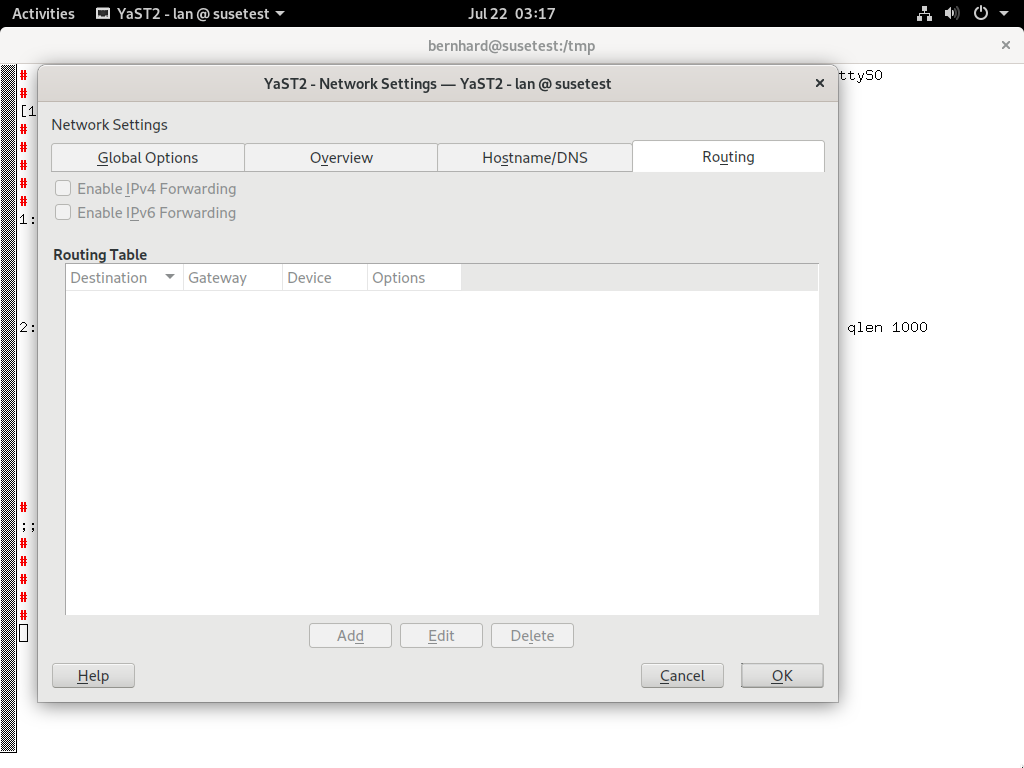 Activities YaST2 - lan @ susetest Jul 22 03:17
bernhard@susetest:/tmp
# ttyS0
YaST2 - Network Settings — YaST2 - lan @ susetest
#
[1
Network Settings
#
#
Global Options Overview Hostname/DNS Routing
#
#
Enable IPv4 Forwarding
#
Enable IPv6 Forwarding
1:
Routing Table
Destination Gateway Device Options
2: qlen 1000
#
;;
#
#
#
#
#
Add Edit Delete
Help Cancel OK